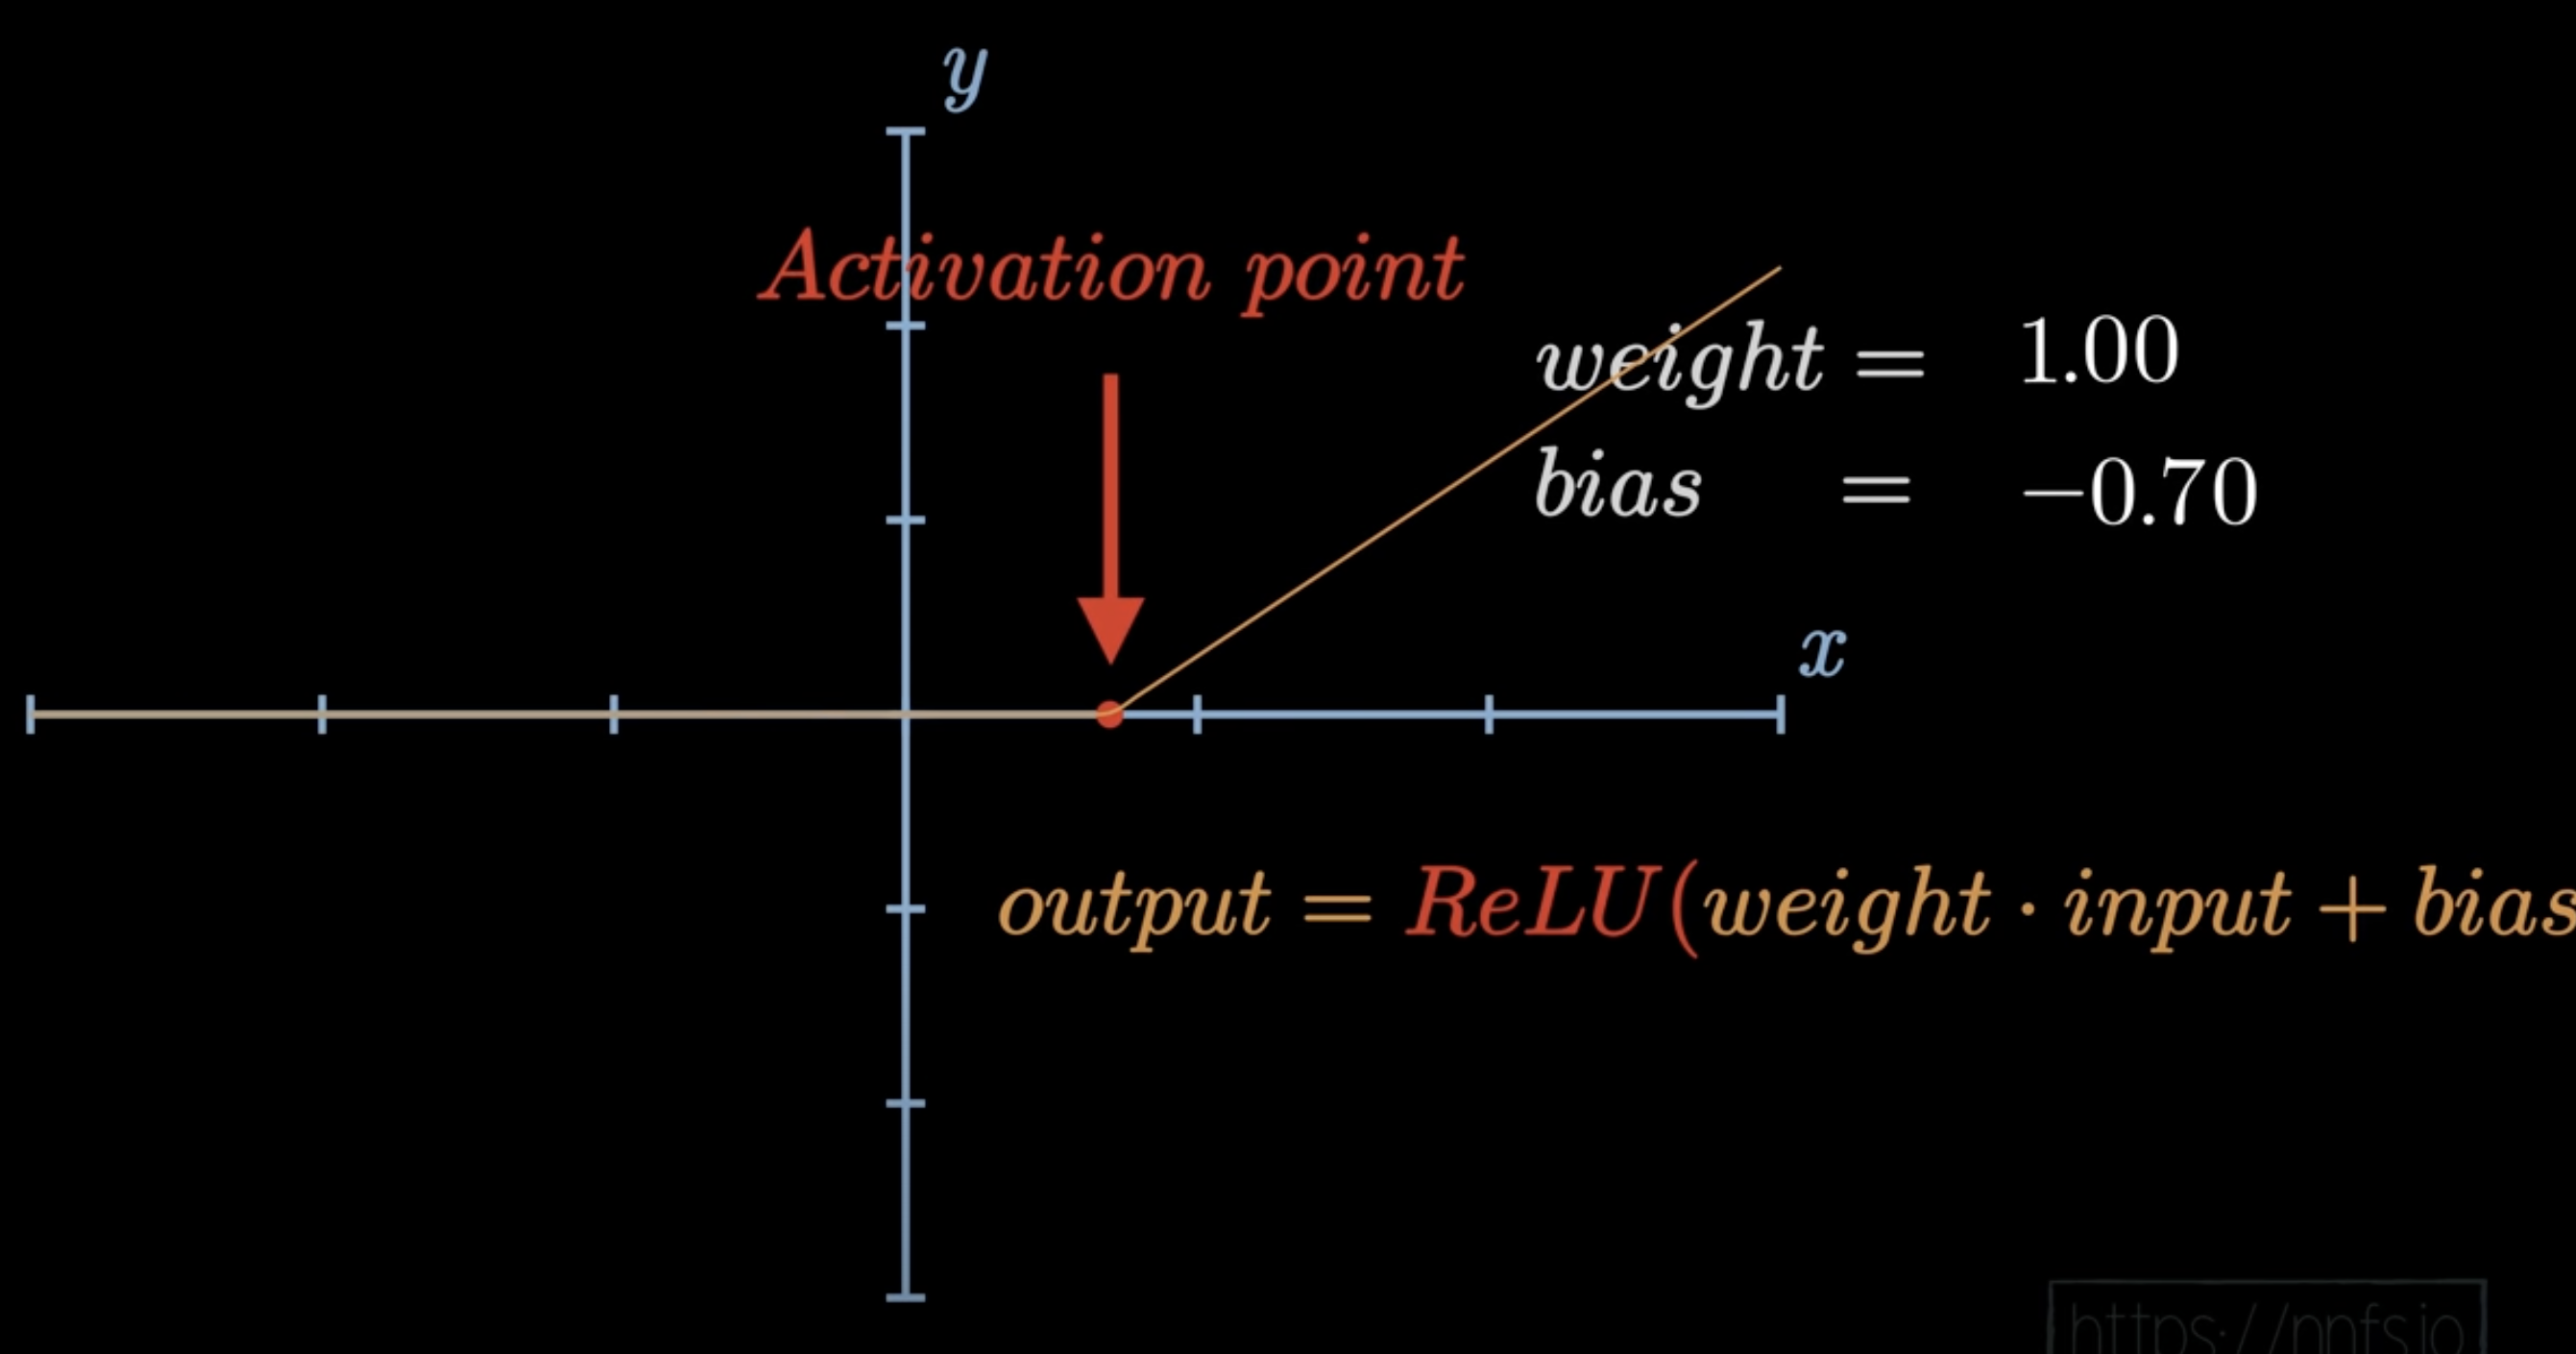 y
Activation point
weight = 1.00
bias = −0.70
x
output = ReLU(weight · input + bias
https://nnfs.io